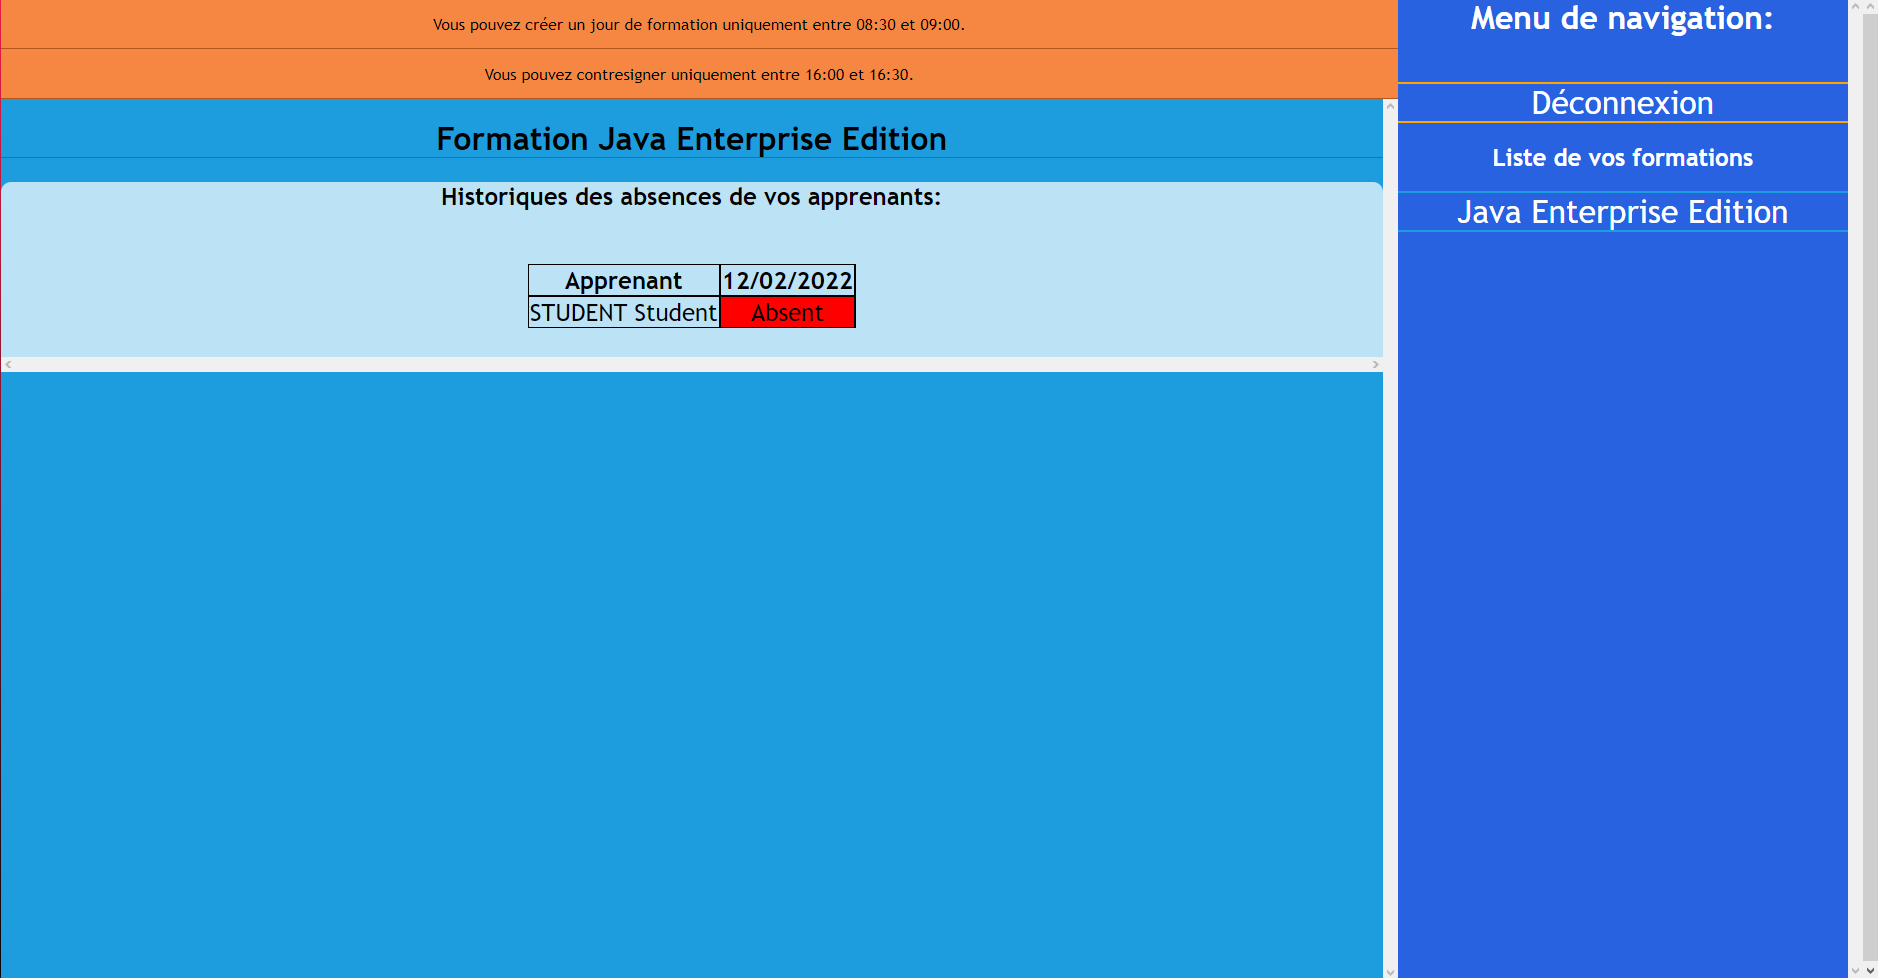 Vous pouvez créer un jour de formation uniquement entre 08:30 et 09:00.
Vous pouvez contresigner uniquement entre 16:00 et 16:30.
Formation Java Enterprise Edition
Historiques des absences de vos apprenants:
Apprenant 12/02/2022
STUDENT Student Absent
Menu de navigation:
Déconnexion
Liste de vos formations
Java Enterprise Edition